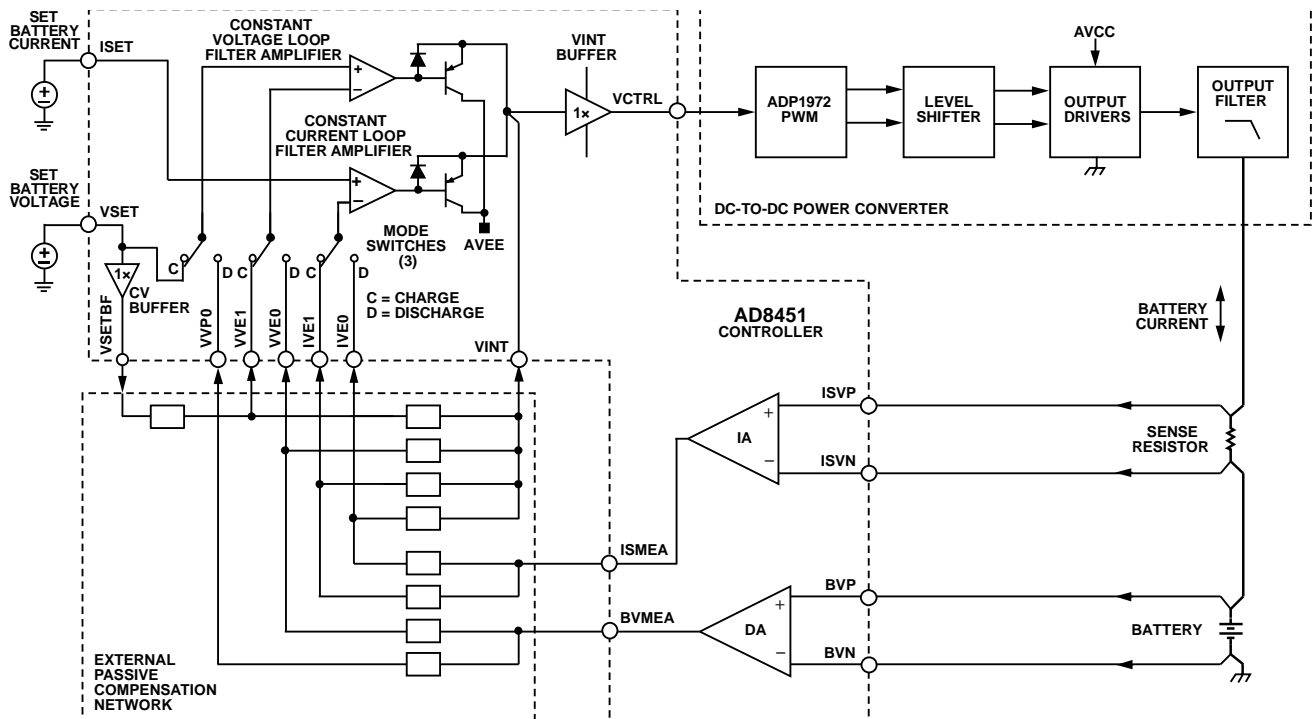 SET
BATTERY
CURRENT
ISET
CONSTANT
VOLTAGE LOOP
FILTER AMPLIFIER
+
−
VINT
BUFFER
1×
VCTRL
CONSTANT
CURRENT LOOP
FILTER AMPLIFIER
+
−
AVCC
ADP1972
PWM
LEVEL
SHIFTER
OUTPUT
DRIVERS
OUTPUT
FILTER
DC-TO-DC POWER CONVERTER
SET
BATTERY
VOLTAGE
VSET
MODE
SWITCHES
(3)
AVEE
C
D
C
D
C
D
1×
CV
BUFFER
C = CHARGE
D = DISCHARGE
VSETBF
VVP0
VVE1
VVE0
IVE1
IVE0
VINT
AD8451
CONTROLLER
BATTERY
CURRENT
ISVP
+
IA
−
ISVN
SENSE
RESISTOR
ISMEA
BVP
+
BVMEA
DA
−
BVN
BATTERY
EXTERNAL
PASSIVE
COMPENSATION
NETWORK